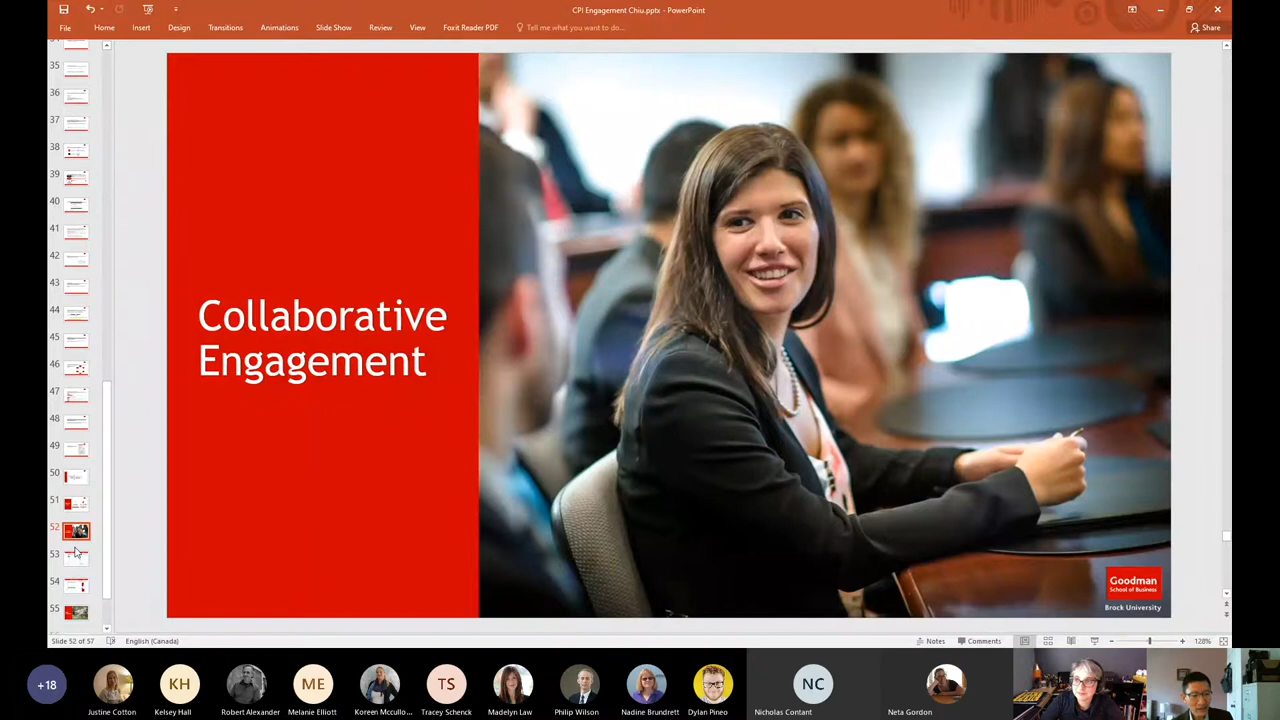 CPI Engagement Chiu.pptx - PowerPoint
File Home Insert Design Transitions Animations Slide Show Review View Foxit Reader PDF Tell me what you want to do... Share
35
36
37
38
39
40
41
42
43
44
45
46
47
48
49
50
51
52
53
54
55
Collaborative
Engagement
Goodman
School of Business
Brock University
Slide 52 of 57 English (Canada) Notes Comments 128%
+18 KH ME TS NC
Justine Cotton Kelsey Hall Robert Alexander Melanie Elliott Koreen Mccullo... Tracey Schenck Madelyn Law Philip Wilson Nadine Brundrett Dylan Pineo Nicholas Contant Neta Gordon